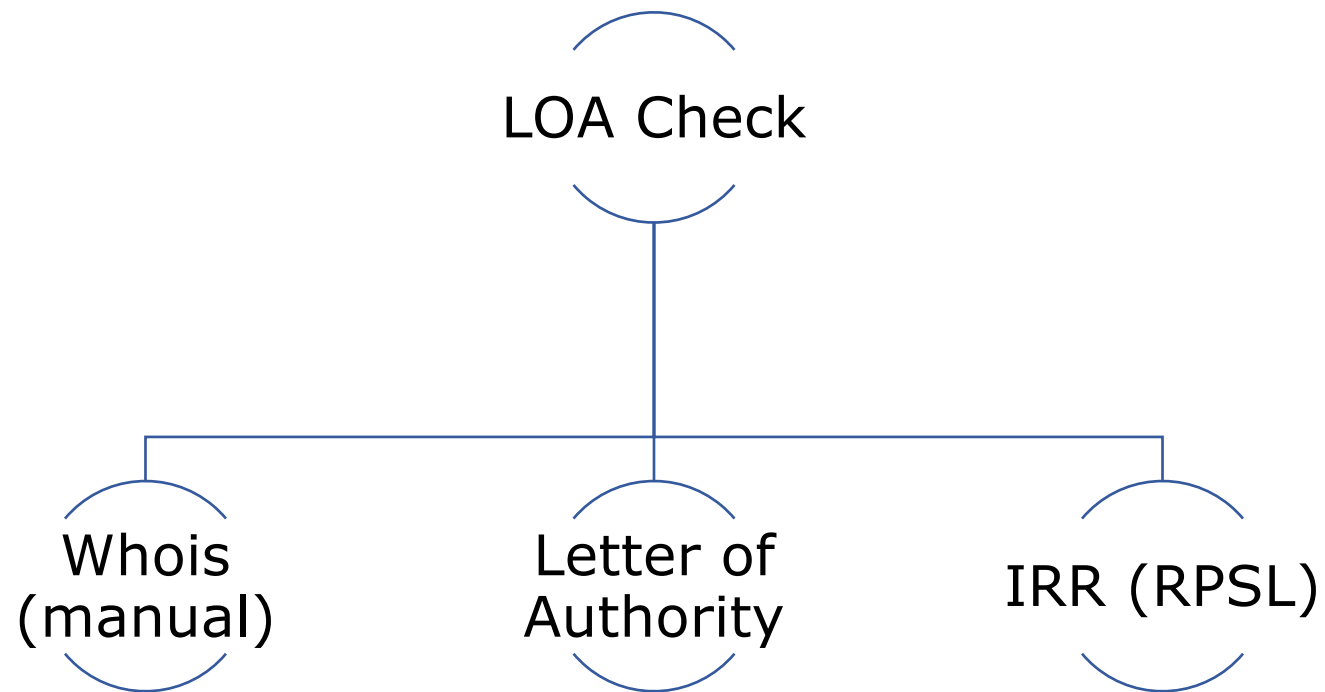 LOA Check
Whois
(manual)
Letter of
Authority
IRR (RPSL)